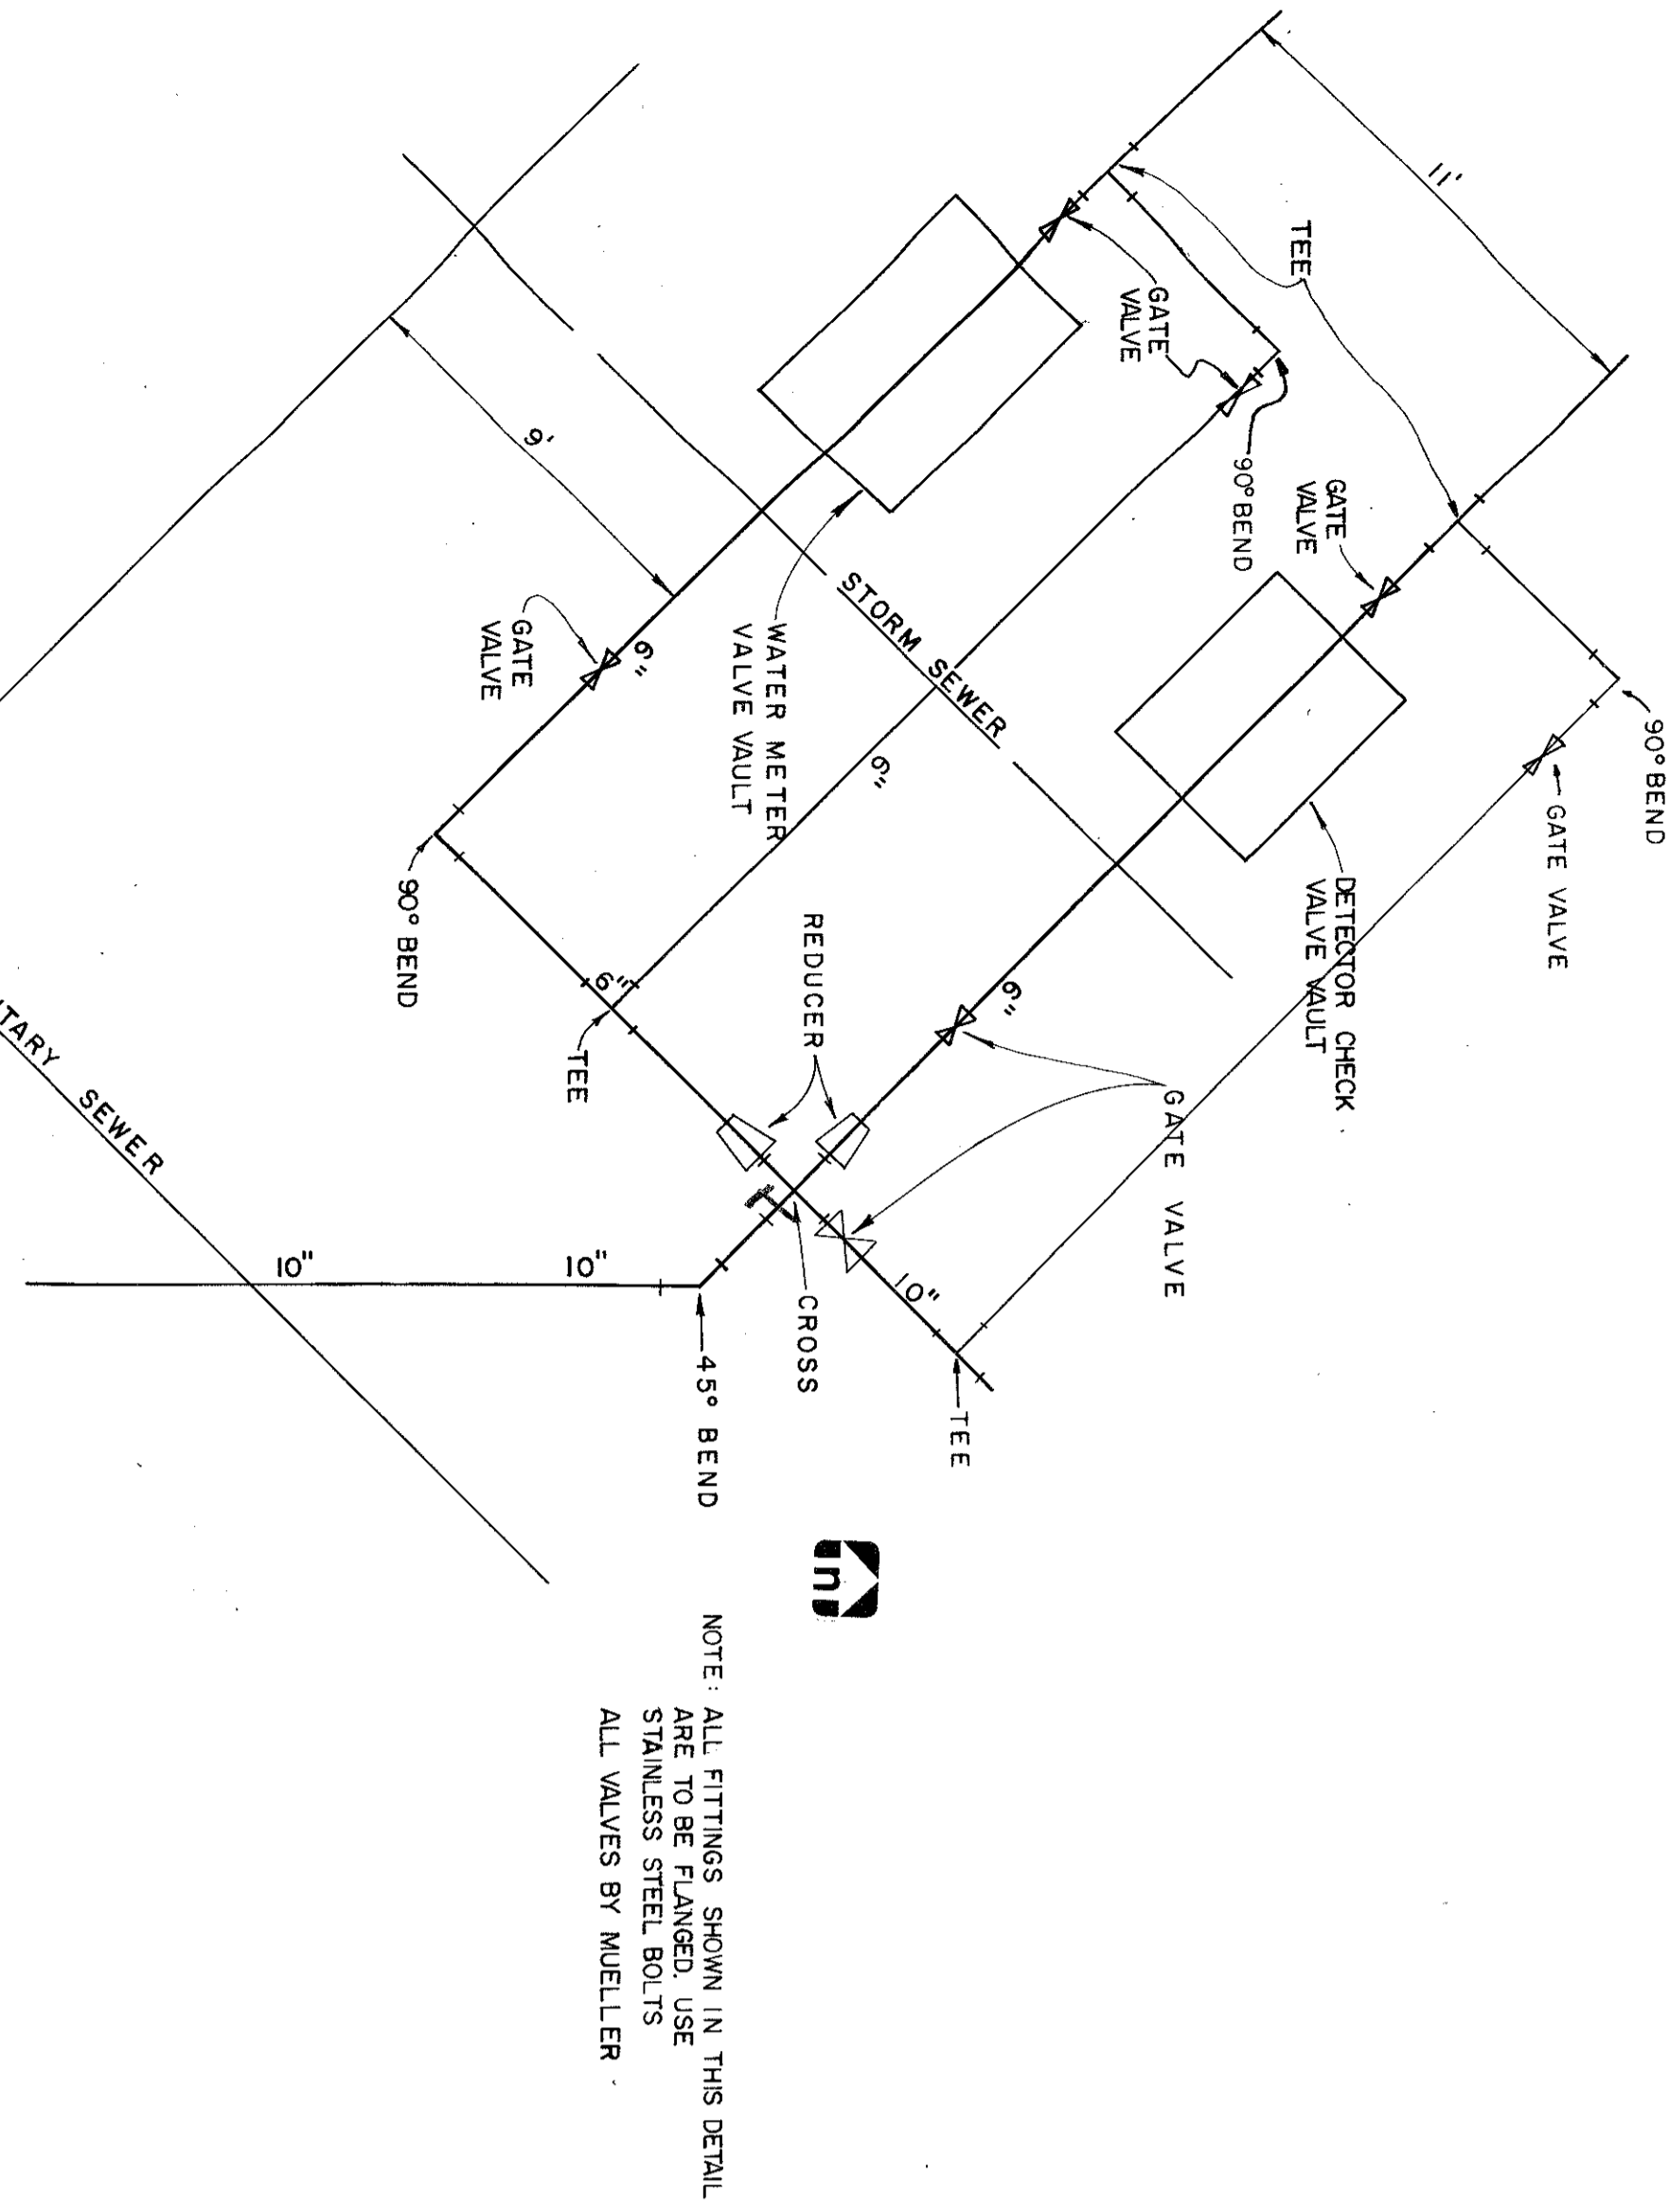 90° BEND
GATE VALVE
11'
TEE
GATE
VALVE
90° BEND
GATE
VALVE
DETECTOR CHECK
VALVE VAULT
STORM SEWER
9'
WATER METER
VALVE VAULT
GATE
VALVE
6"
6"
6"
6"
90° BEND
TEE
REDUCER
GATE VALVE
CROSS
10"
TEE
45° BEND
10"
10"
TARY SEWER
n
NOTE: ALL FITTINGS SHOWN IN THIS DETAIL
ARE TO BE FLANGED. USE
STAINLESS STEEL BOLTS
ALL VALVES BY MUELLER